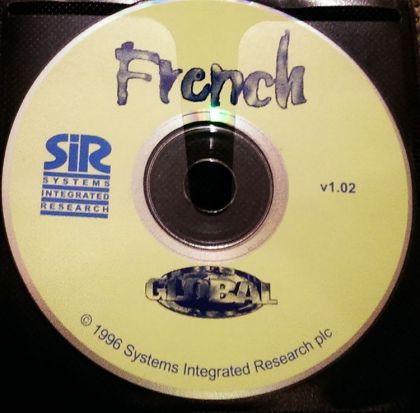 French
SiR
SYSTEMS
INTEGRATED
RESEARCH
v1.02
GLOBAL
© 1996 Systems Integrated Research plc